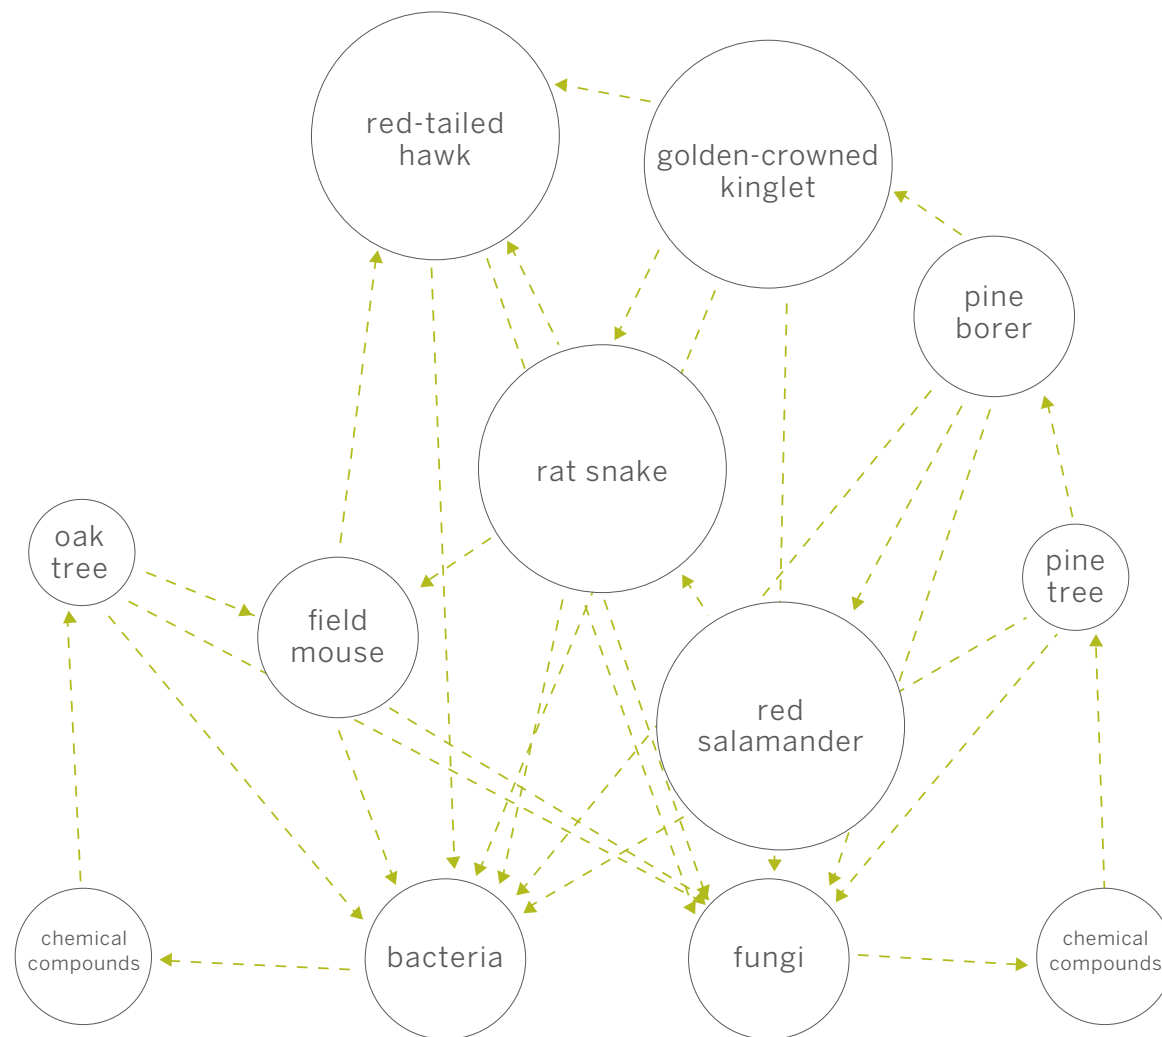 red-tailed
hawk
golden-crowned
kinglet
pine
borer
rat snake
oak
tree
pine
tree
field
mouse
red
salamander
chemical
compounds
bacteria
fungi
chemical
compounds